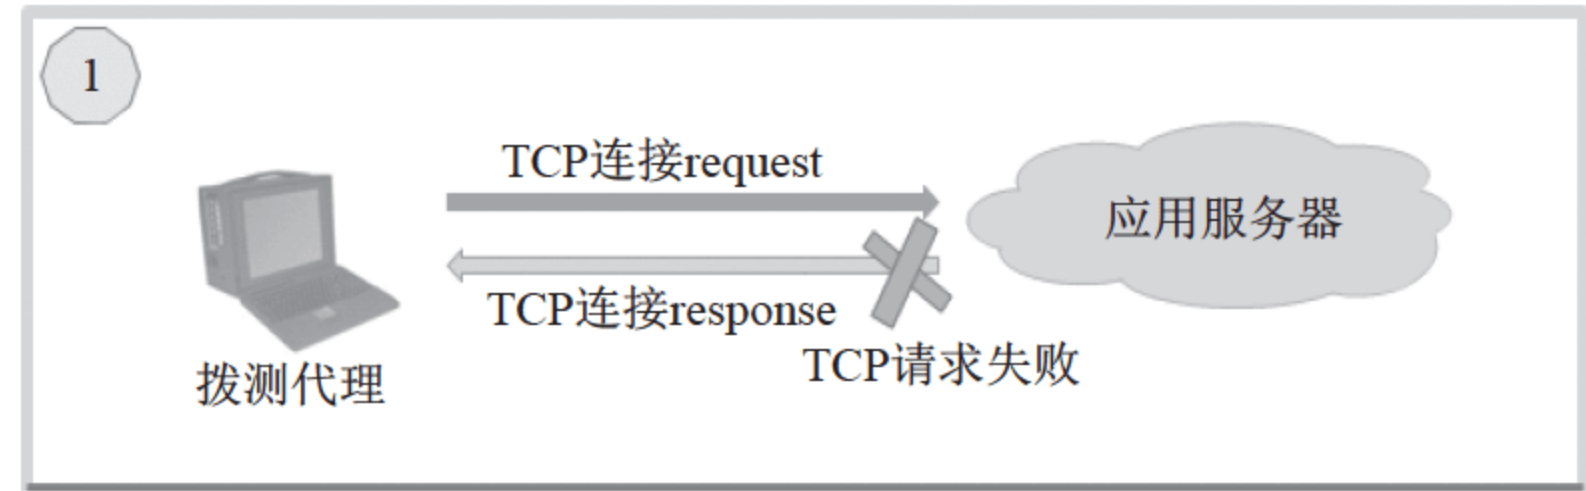 1
TCP连接request
应用服务器
TCP连接response
TCP请求失败
拨测代理